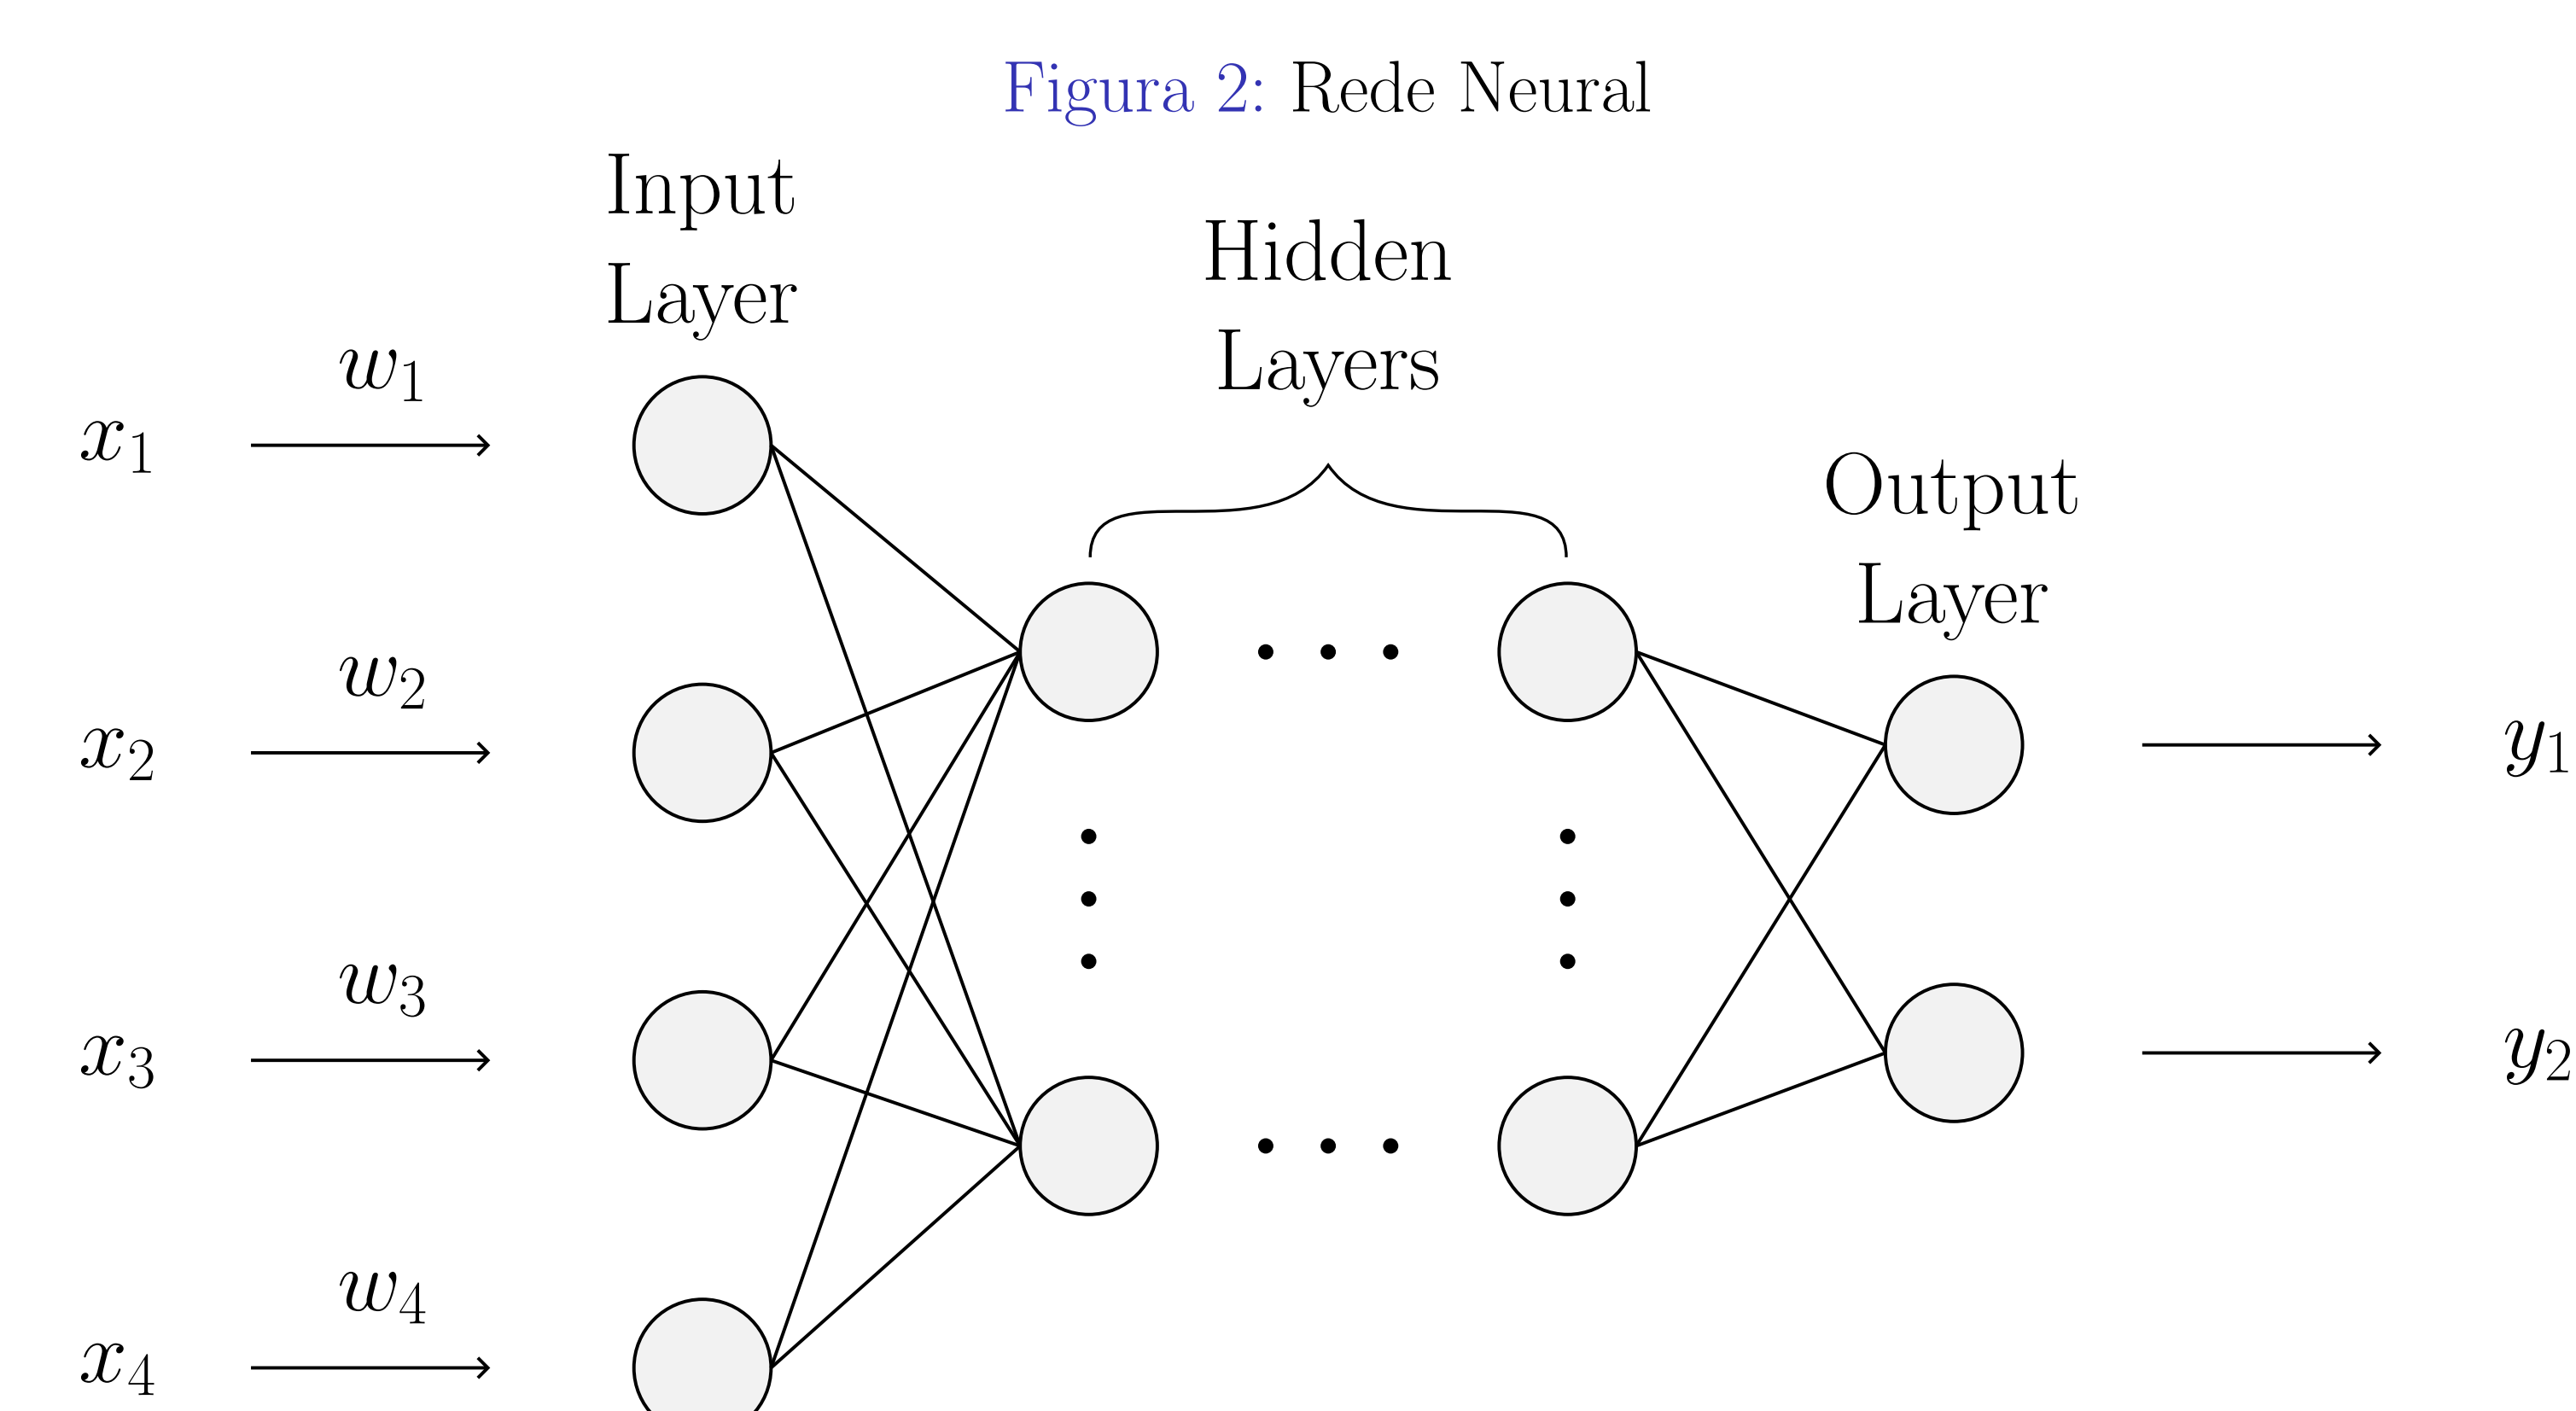 Figura 2: Rede Neural
Input
Layer
Hidden
Layers
Output
Layer
w1
x1
w2
x2
y1
w3
x3
y2
w4
x4